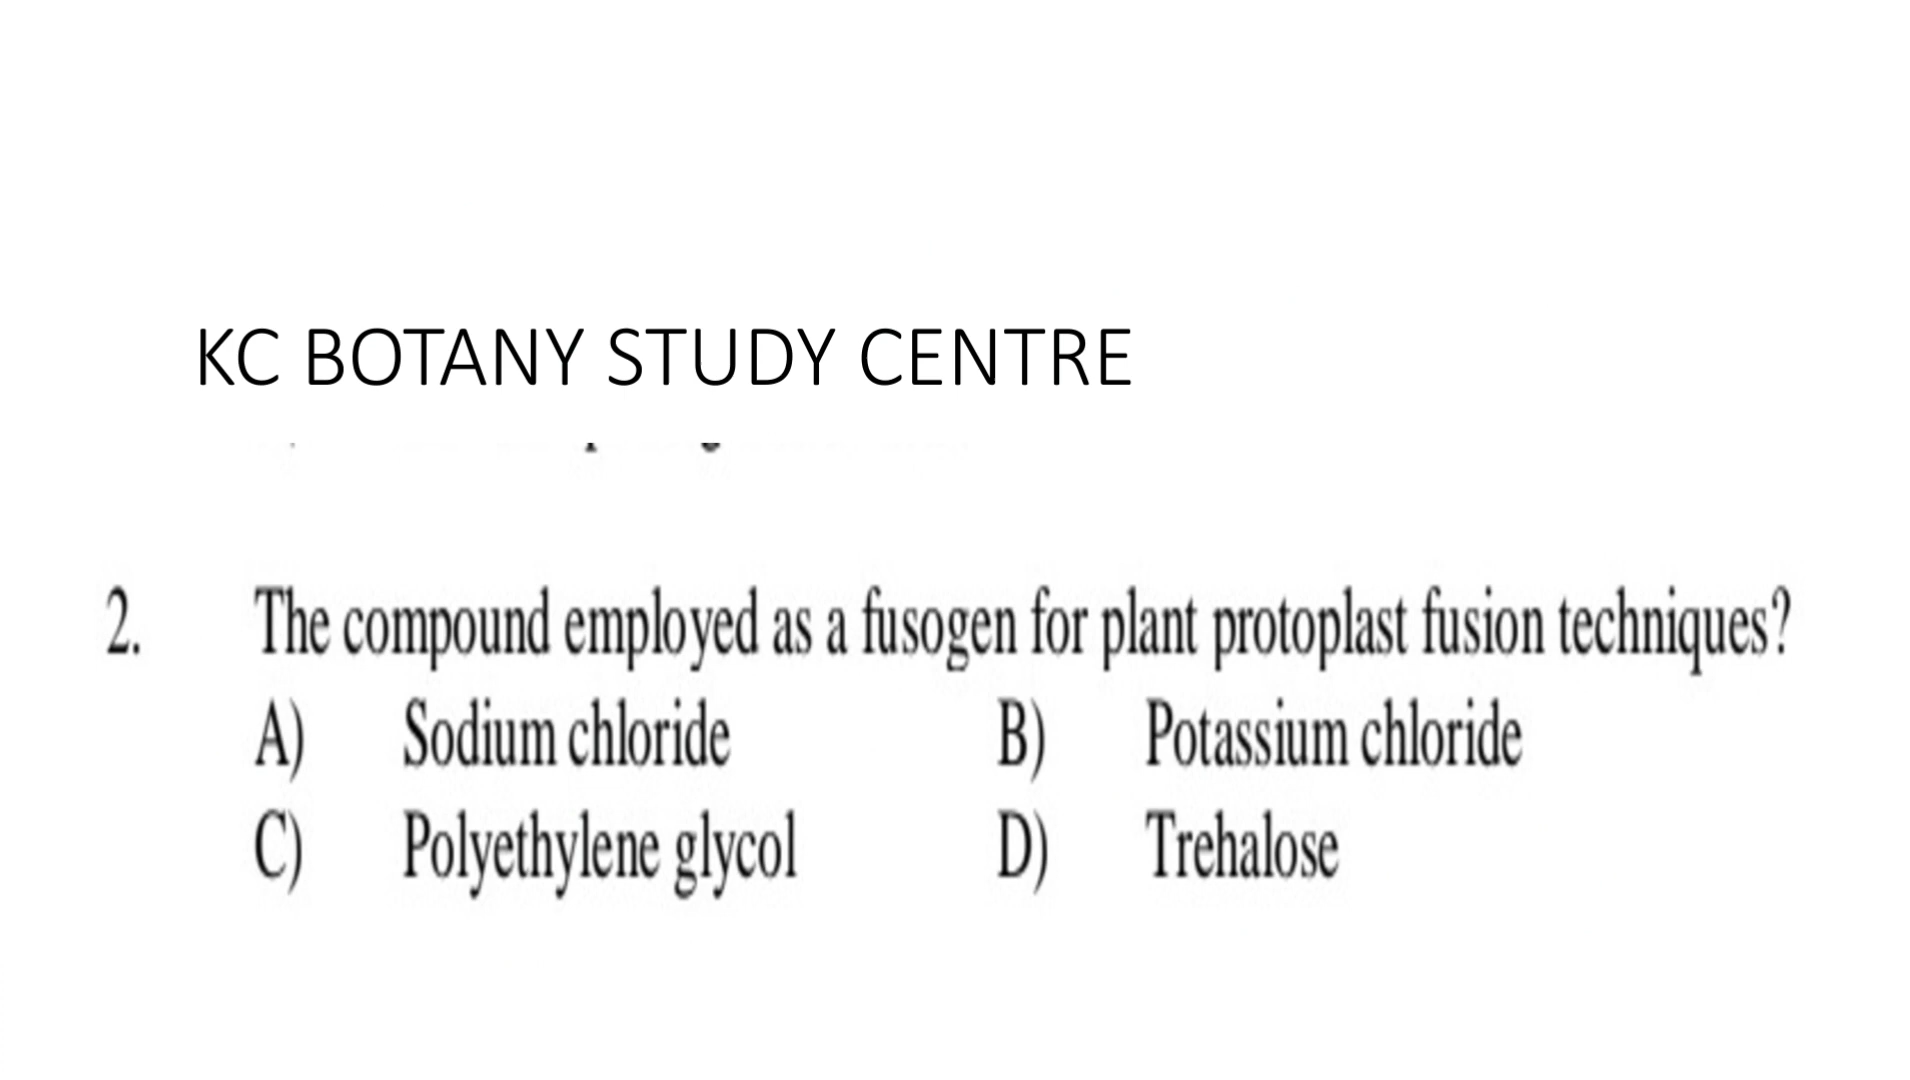 KC BOTANY STUDY CENTRE
2. The compound employed as a fusogen for plant protoplast fusion techniques?
A) Sodium chloride B) Potassium chloride
C) Polyethylene glycol D) Trehalose